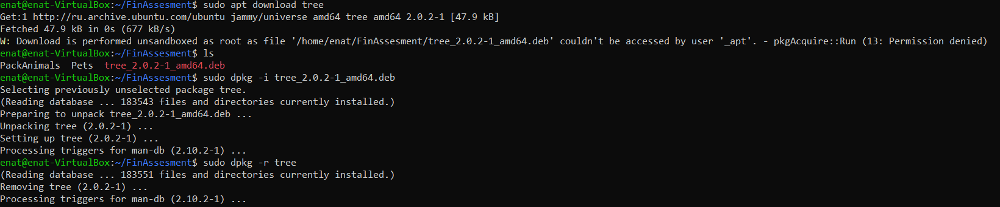 enat@enat-VirtualBox:~/FinAssesment$ sudo apt download tree
Get:1 http://ru.archive.ubuntu.com/ubuntu jammy/universe amd64 tree amd64 2.0.2-1 [47.9 kB]
Fetched 47.9 kB in 0s (677 kB/s)
W: Download is performed unsandboxed as root as file '/home/enat/FinAssesment/tree_2.0.2-1_amd64.deb' couldn't be accessed by user '_apt'. - pkgAcquire::Run (13: Permission denied)
enat@enat-VirtualBox:~/FinAssesment$ ls
PackAnimals  Pets  tree_2.0.2-1_amd64.deb
enat@enat-VirtualBox:~/FinAssesment$ sudo dpkg -i tree_2.0.2-1_amd64.deb
Selecting previously unselected package tree.
(Reading database ... 183543 files and directories currently installed.)
Preparing to unpack tree_2.0.2-1_amd64.deb ...
Unpacking tree (2.0.2-1) ...
Setting up tree (2.0.2-1) ...
Processing triggers for man-db (2.10.2-1) ...
enat@enat-VirtualBox:~/FinAssesment$ sudo dpkg -r tree
(Reading database ... 183551 files and directories currently installed.)
Removing tree (2.0.2-1) ...
Processing triggers for man-db (2.10.2-1) ...